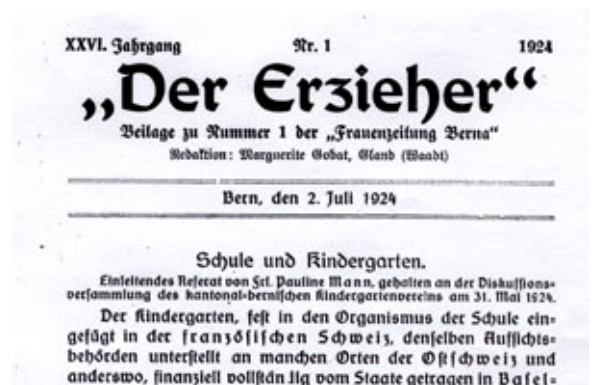 XXVI. Jahrgang Nr. 1 1924
„Der Erzieher“
Beilage zu Nummer 1 der „Frauenzeitung Berna“
Redaktion: Marguerite Gobat, Gland (Waadt)
Bern, den 2. Juli 1924
Schule und Kindergarten.
Einleitendes Referat von Frl. Pauline Mann, gehalten an der Diskussions-
versammlung des kantonal-bernischen Kindergartenvereins am 31. Mai 1924.
Der Kindergarten, fest in den Organismus der Schule ein-
gefügt in der französischen Schweiz, denselben Aufsichts-
behörden unterstellt an manchen Orten der Ostschweiz und
anderswo, finanziell vollständig vom Staate getragen in Basel-